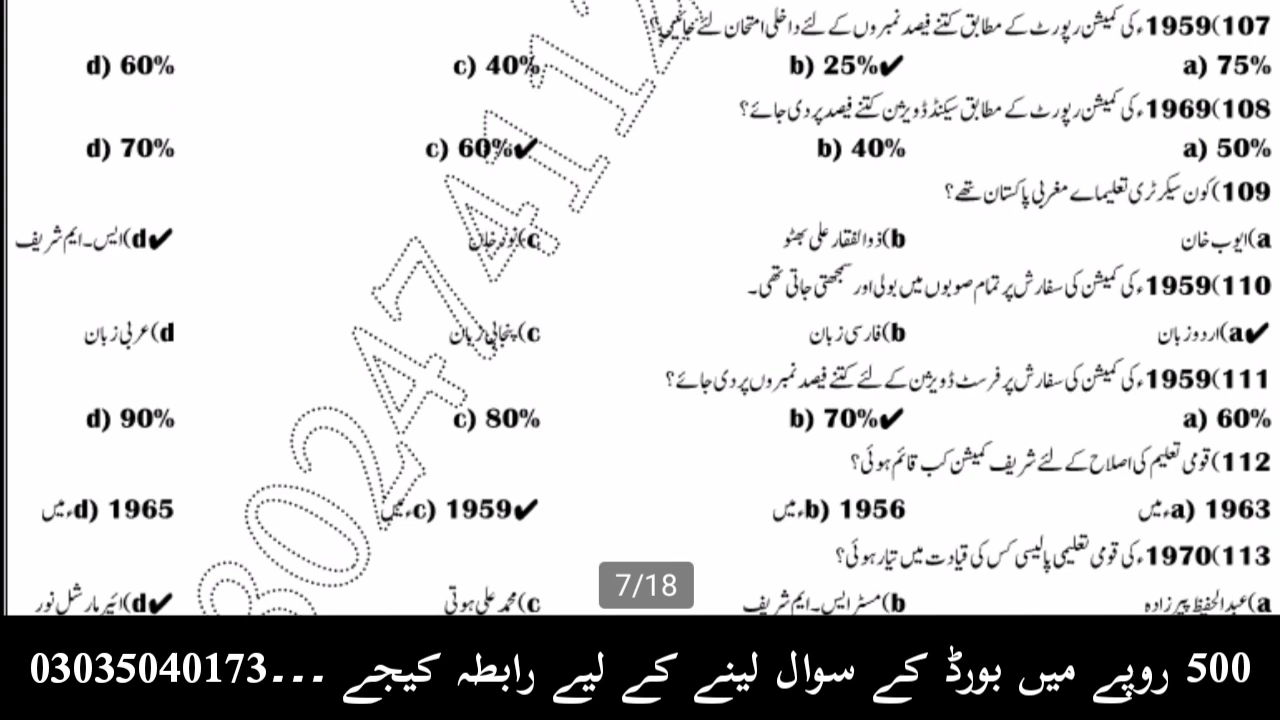 107)1959ء کی کمیشن رپورٹ کے مطابق کتنے فیصد نمبروں کے لئے داخلی امتحان لئے جائیں؟
a) 75% b) 25%✔ c) 40% d) 60%
108)1969ء کی کمیشن رپورٹ کے مطابق سیکنڈ ڈویژن کتنے فیصد پر دی جائے؟
a) 50% b) 40% c) 60%✔ d) 70%
109)کون سیکرٹری تعلیماے مغربی پاکستان تھے؟
a)ایوب خان b)ذوالفقار علی بھٹو c)نور خان d✔)ایس۔ایم شریف
110)1959ء کی کمیشن کی سفارش پر تمام صوبوں میں بولی اور سمجھتی جاتی تھی۔
a✔)اردو زبان b)فارسی زبان c)پنجابی زبان d)عربی زبان
111)1959ء کی کمیشن کی سفارش پر فرسٹ ڈویژن کے لئے کتنے فیصد نمبروں پر دی جائے؟
a) 60% b) 70%✔ c) 80% d) 90%
112)قومی تعلیم کی اصلاح کے لئے شریف کمیشن کب قائم ہوئی؟
a) 1963ء میں b) 1956ء میں c) 1959✔ء میں d) 1965ء میں
113)1970ء کی قومی تعلیمی پالیسی کس کی قیادت میں تیار ہوئی؟
a)عبدالحفیظ پیرزادہ b)مسٹر ایس۔ایم شریف c)محمد علی ہوتی d✔)ائیر مارشل نور
7/18
500 روپے میں بورڈ کے سوال لینے کے لیے رابطہ کیجے ۔۔۔03035040173